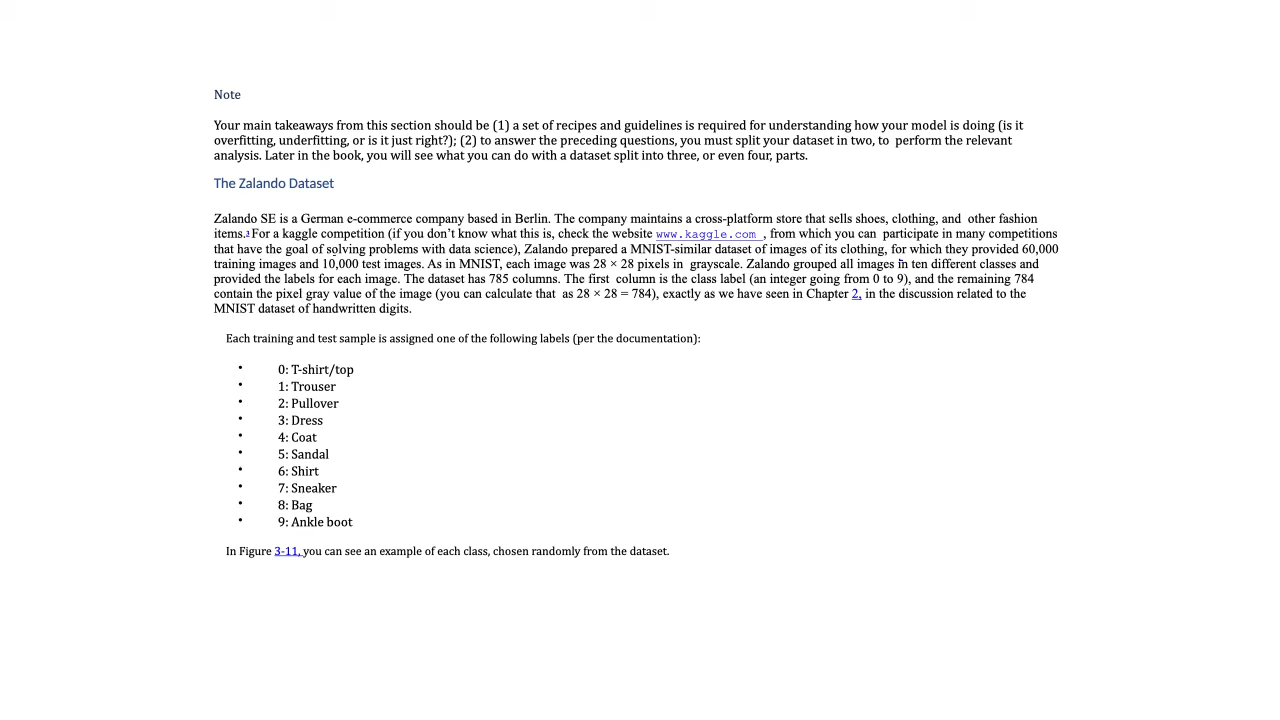 Note
Your main takeaways from this section should be (1) a set of recipes and guidelines is required for understanding how your model is doing (is it
overfitting, underfitting, or is it just right?); (2) to answer the preceding questions, you must split your dataset in two, to perform the relevant
analysis. Later in the book, you will see what you can do with a dataset split into three, or even four, parts.
The Zalando Dataset
Zalando SE is a German e-commerce company based in Berlin. The company maintains a cross-platform store that sells shoes, clothing, and other fashion
items.3 For a kaggle competition (if you don't know what this is, check the website www.kaggle.com , from which you can participate in many competitions
that have the goal of solving problems with data science), Zalando prepared a MNIST-similar dataset of images of its clothing, for which they provided 60,000
training images and 10,000 test images. As in MNIST, each image was 28 × 28 pixels in grayscale. Zalando grouped all images in ten different classes and
provided the labels for each image. The dataset has 785 columns. The first column is the class label (an integer going from 0 to 9), and the remaining 784
contain the pixel gray value of the image (you can calculate that as 28 × 28 = 784), exactly as we have seen in Chapter 2, in the discussion related to the
MNIST dataset of handwritten digits.
Each training and test sample is assigned one of the following labels (per the documentation):
• 0: T-shirt/top
• 1: Trouser
• 2: Pullover
• 3: Dress
• 4: Coat
• 5: Sandal
• 6: Shirt
• 7: Sneaker
• 8: Bag
• 9: Ankle boot
In Figure 3-11, you can see an example of each class, chosen randomly from the dataset.